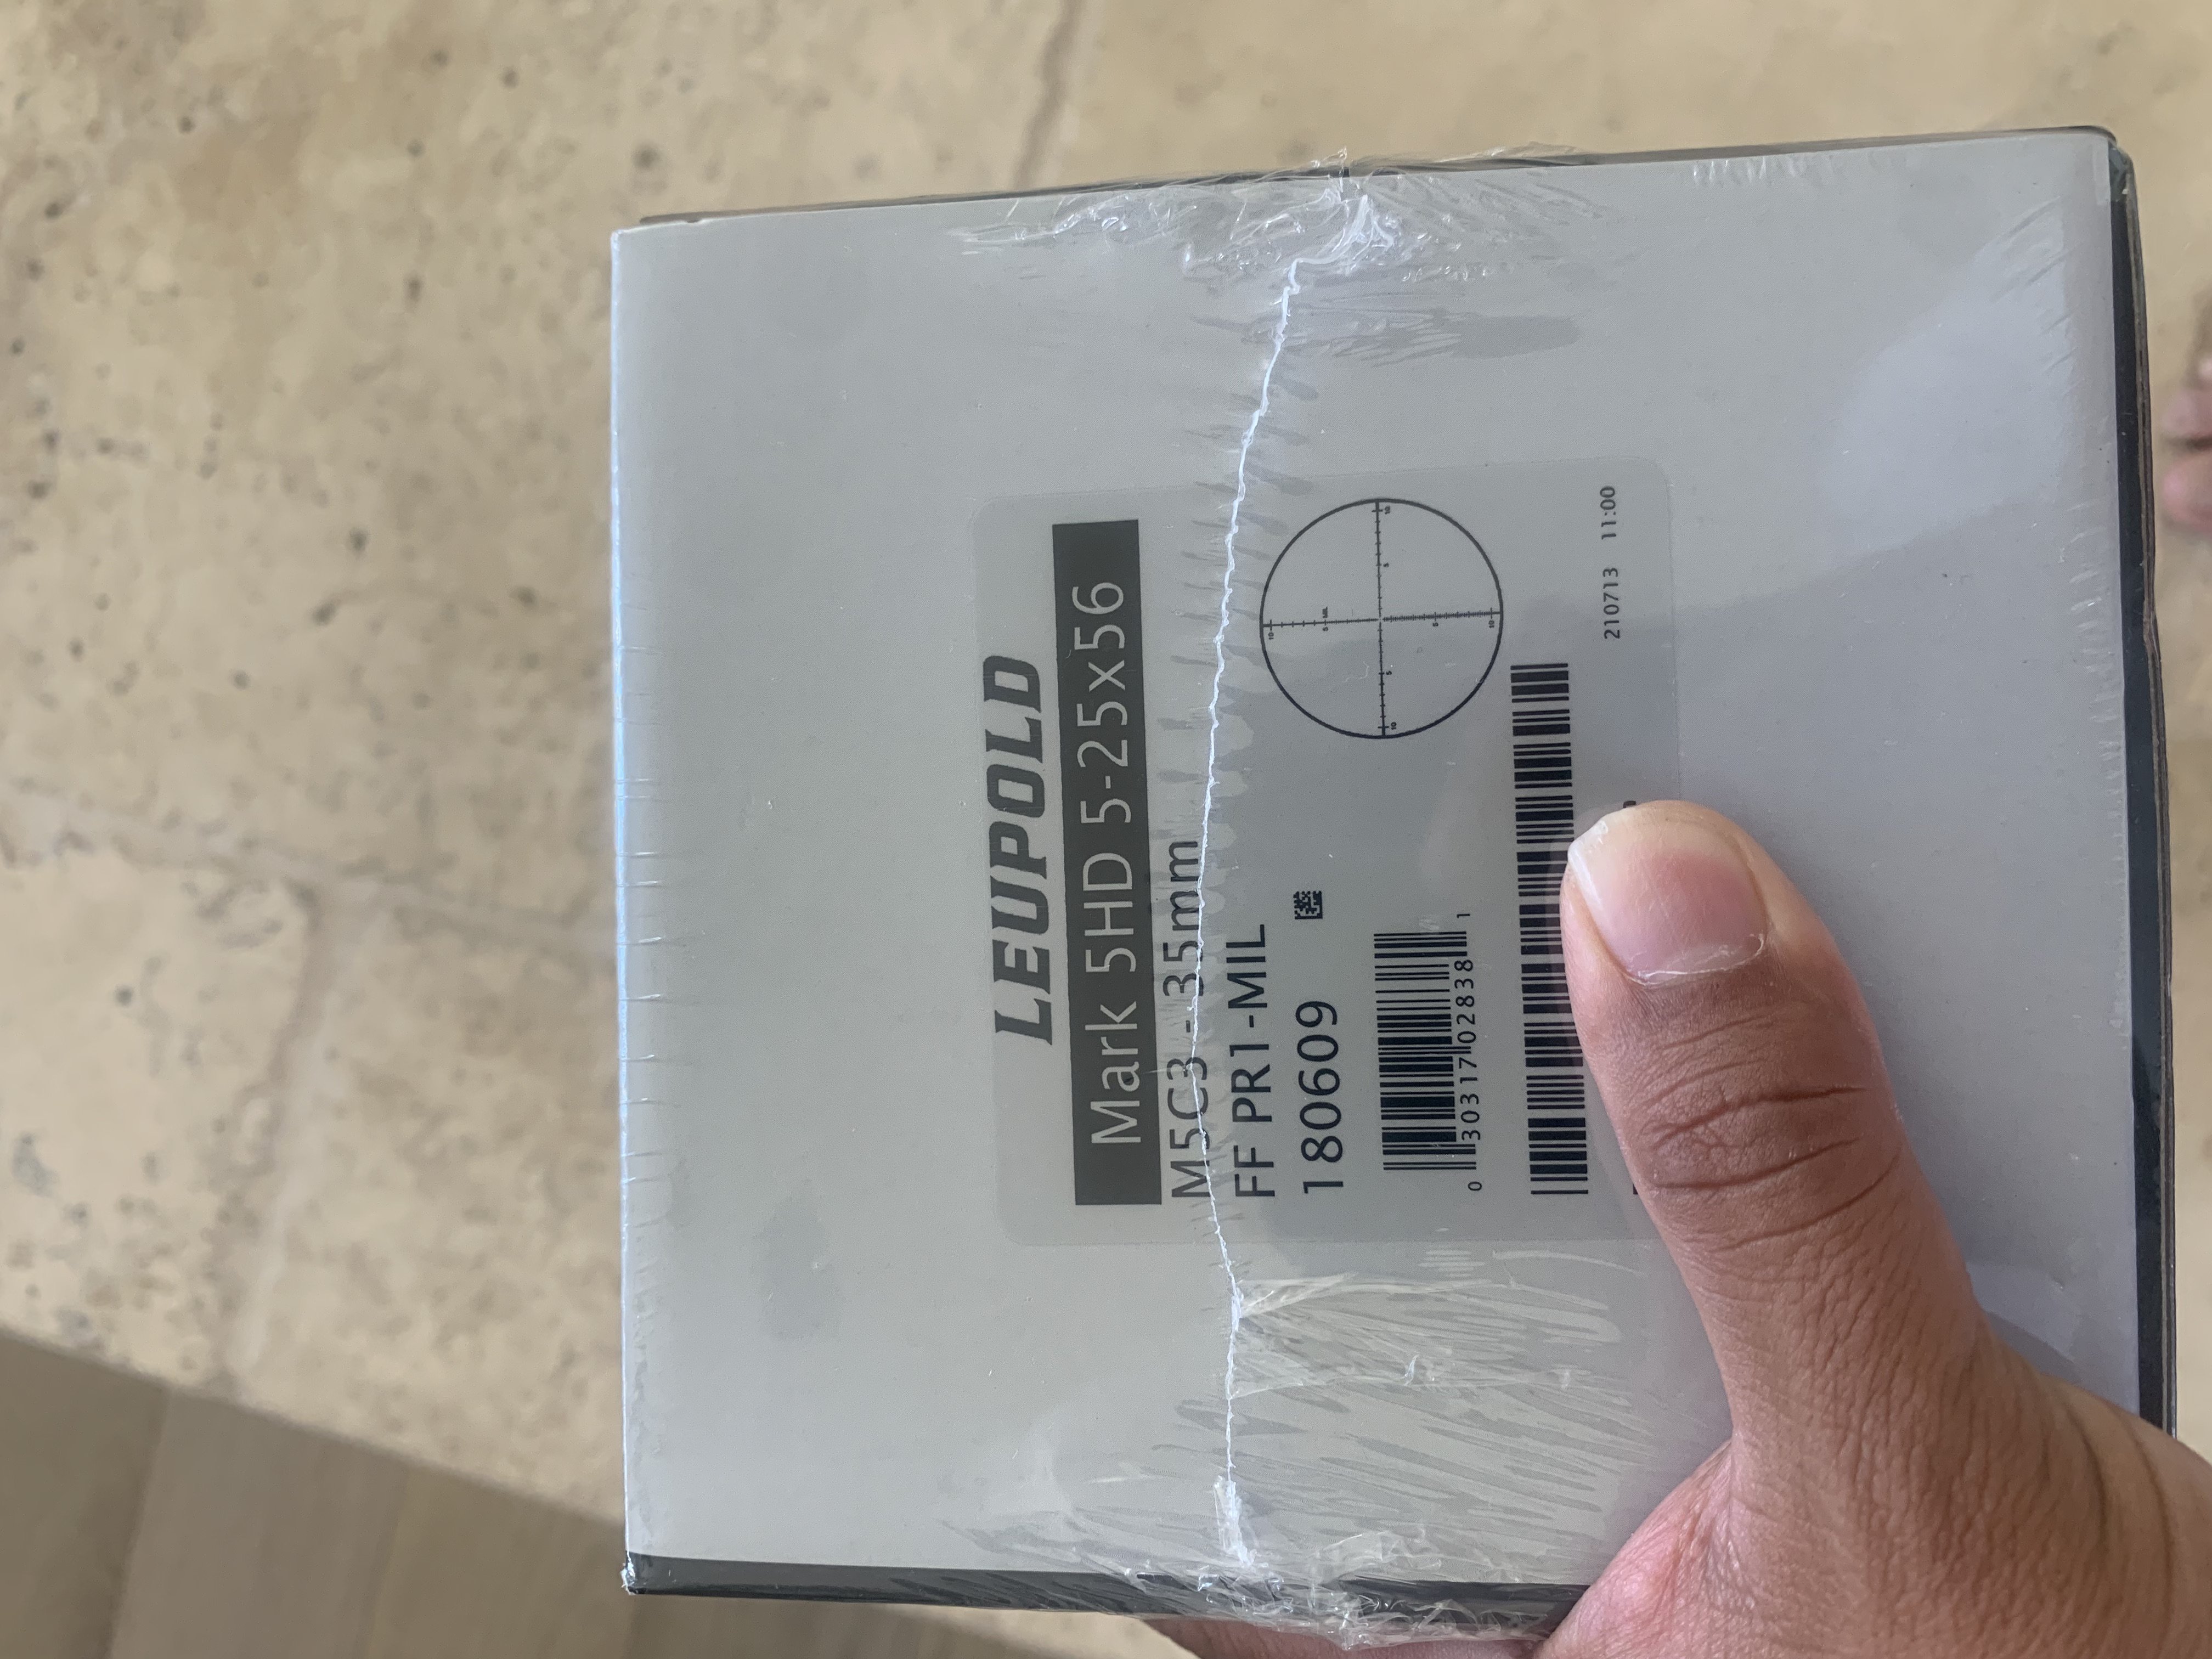 LEUPOLD
Mark 5HD 5-25x56
M5C3 - 35mm
FF PR1-MIL
180609
0 30317 02838 1
210713 11:00